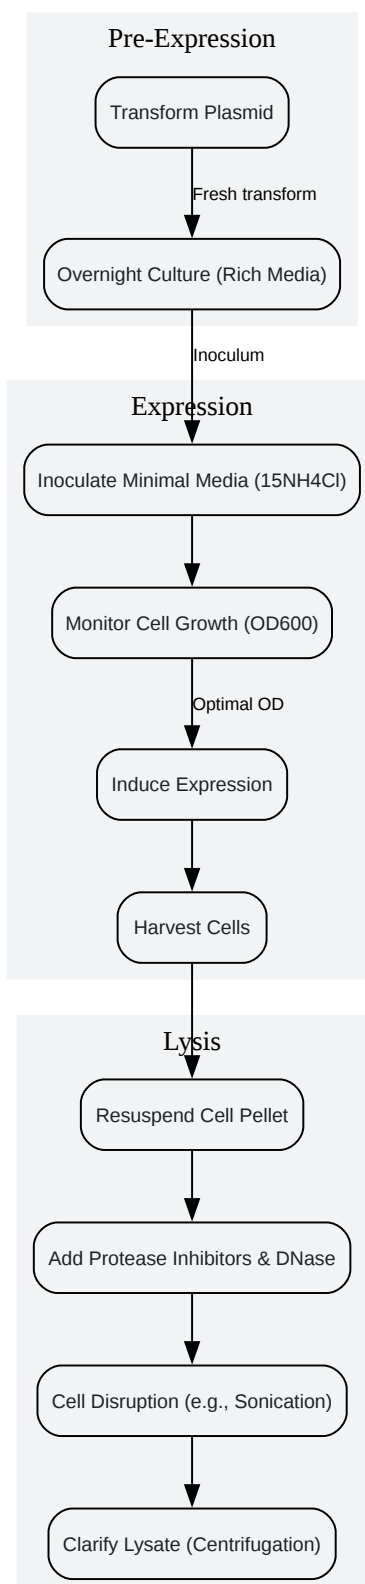 Pre-Expression
Transform Plasmid
Fresh transform
Overnight Culture (Rich Media)
Inoculum
Expression
Inoculate Minimal Media (15NH4Cl)
Monitor Cell Growth (OD600)
Optimal OD
Induce Expression
Harvest Cells
Lysis
Resuspend Cell Pellet
Add Protease Inhibitors & DNase
Cell Disruption (e.g., Sonication)
Clarify Lysate (Centrifugation)